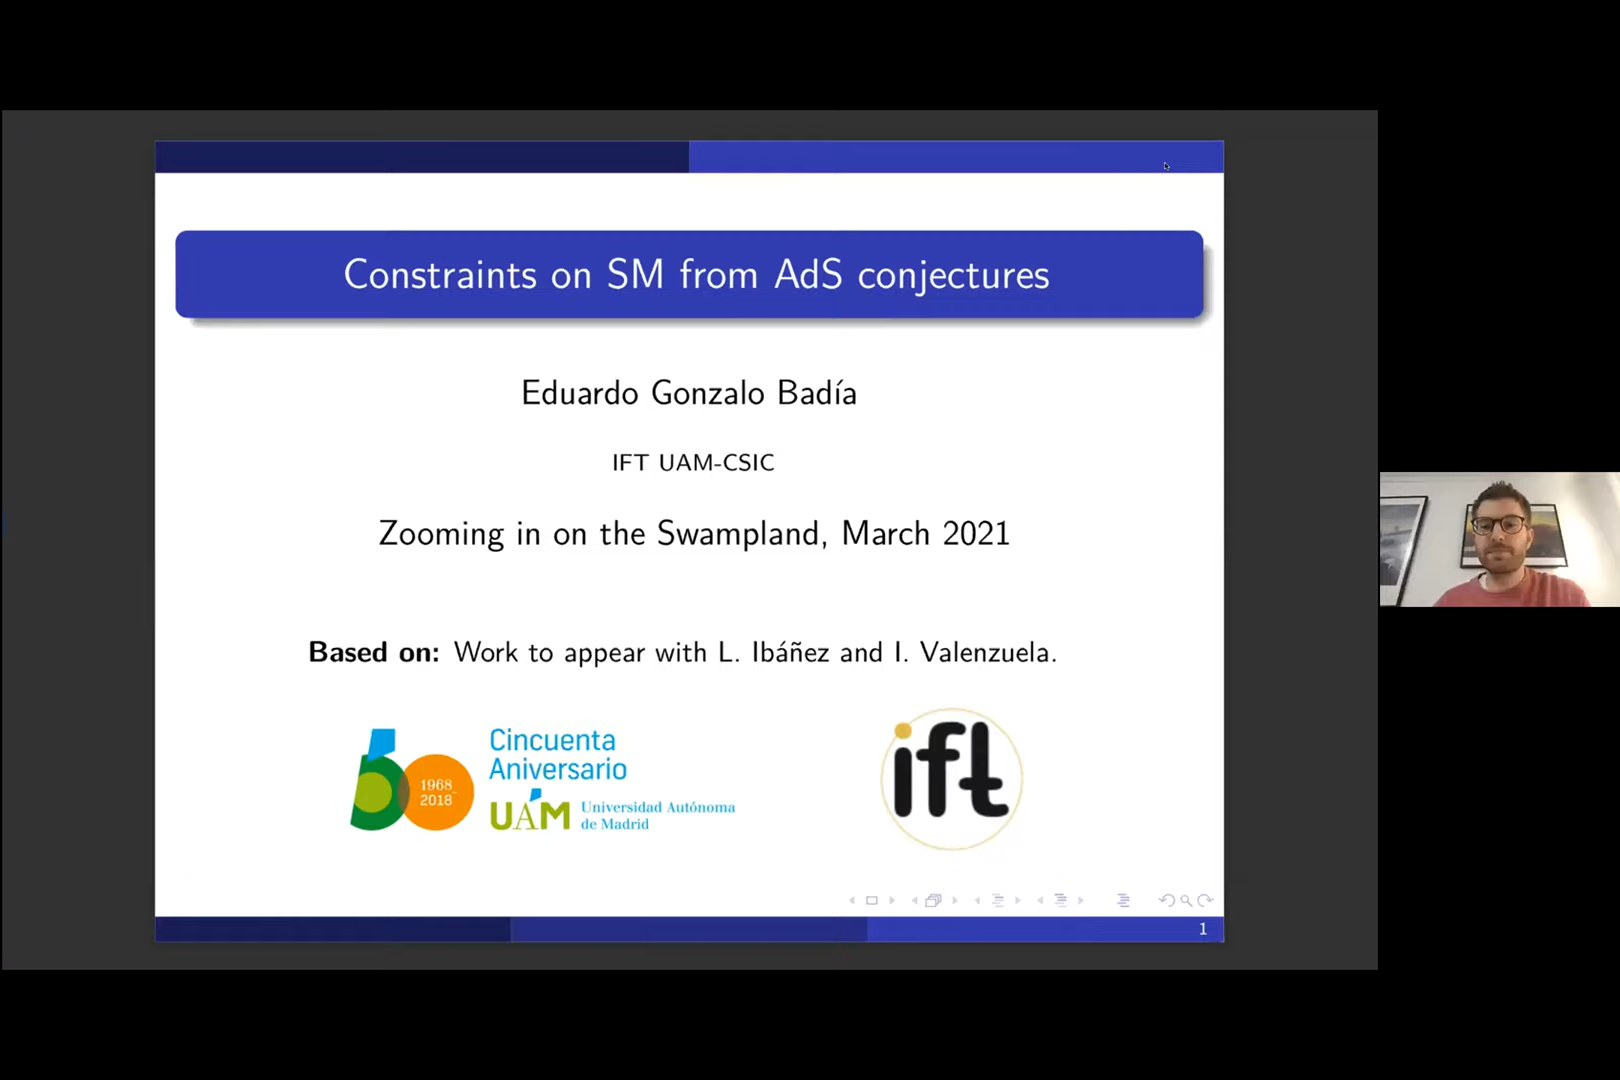 Constraints on SM from AdS conjectures
Eduardo Gonzalo Badía
IFT UAM-CSIC
Zooming in on the Swampland, March 2021
Based on: Work to appear with L. Ibáñez and I. Valenzuela.
50
1968_
2018
Cincuenta
Aniversario
UAM
Universidad Autónoma
de Madrid
ift
1